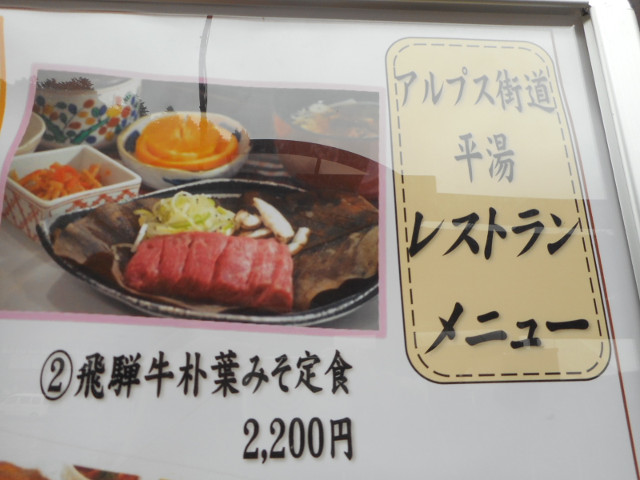 アルプス街道
平湯
レストラン
メニュー
②飛騨牛朴葉みそ定食
2,200円